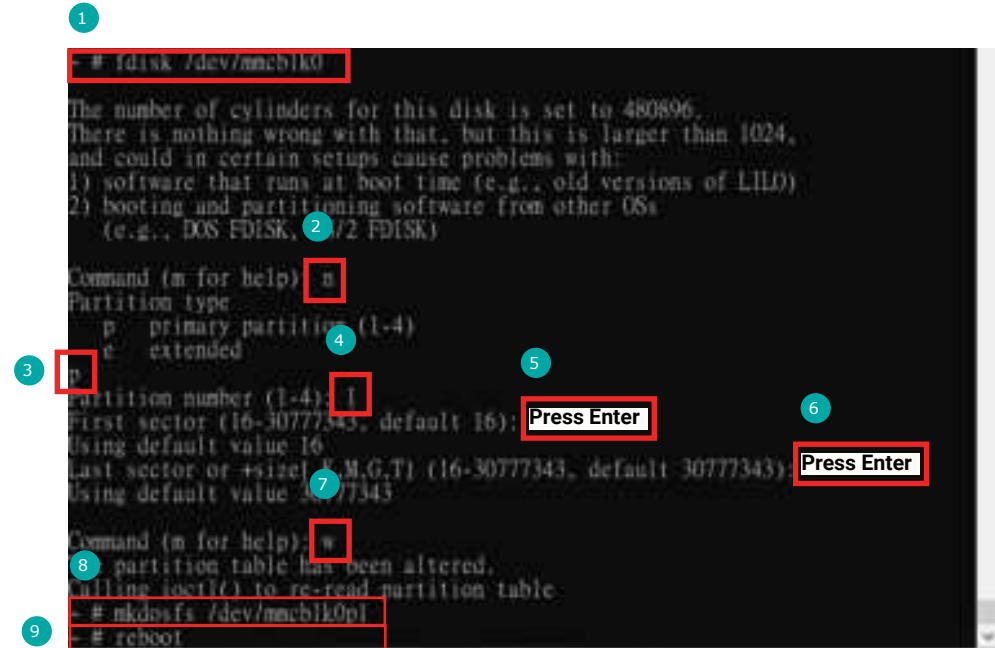 1
~ # fdisk /dev/mmcblk0
The number of cylinders for this disk is set to 480896.
There is nothing wrong with that, but this is larger than 1024,
and could in certain setups cause problems with:
1) software that runs at boot time (e.g., old versions of LILO)
2) booting and partitioning software from other OSs
2
(e.g., DOS FDISK, /2 FDISK)
Command (m for help): n
Partition type
p primary partition (1-4)
4
e extended
3
p
5
Partition number (1-4): 1
6
First sector (16-30777343, default 16): Press Enter
Using default value 16
Last sector or +size[,K,M,G,T] (16-30777343, default 30777343): Press Enter
7
Using default value 30777343
Command (m for help): w
8
partition table has been altered.
Calling ioctl() to re-read partition table
~ # mkdosfs /dev/mmcblk0p1
9
~ # reboot